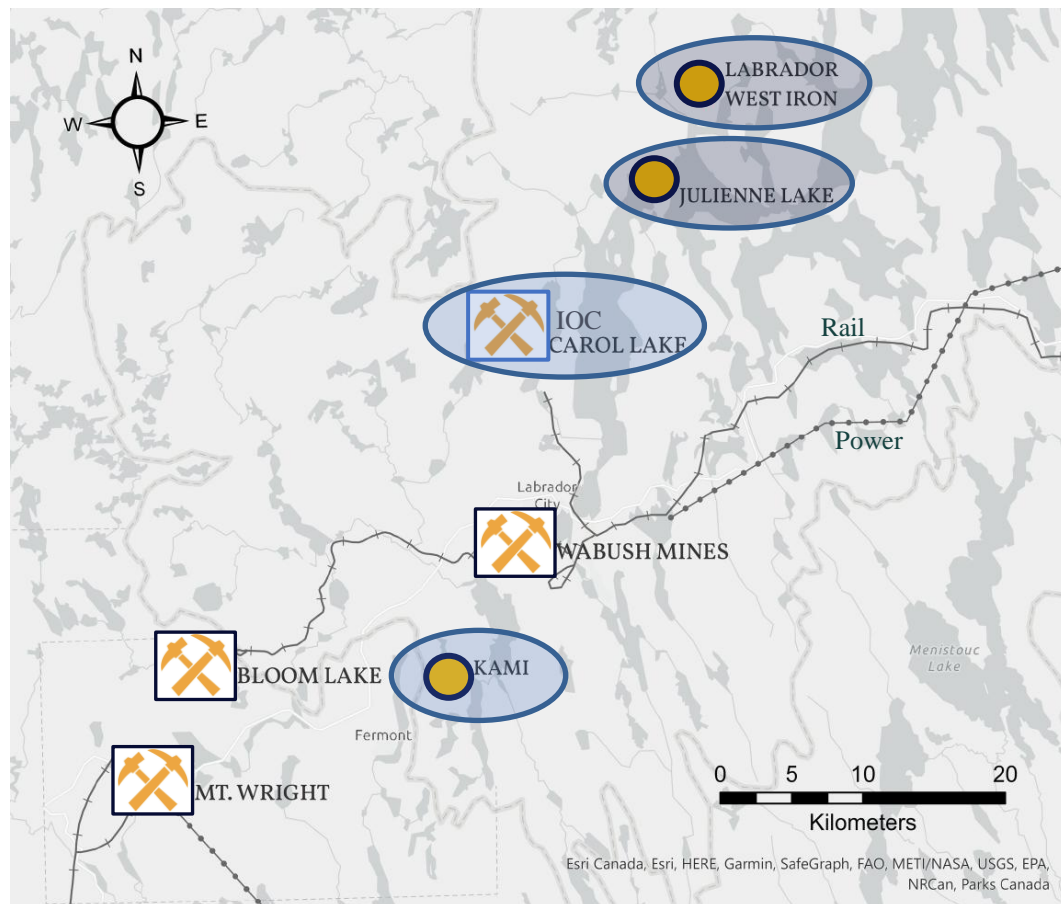 N
W
E
S
LABRADOR
WEST IRON
JULIENNE LAKE
IOC
CAROL LAKE
Rail
Power
Labrador
City
WABUSH MINES
BLOOM LAKE
KAMI
Menistouc
Lake
Fermont
MT. WRIGHT
0 5 10 20
Kilometers
Esri Canada, Esri, HERE, Garmin, SafeGraph, FAO, METI/NASA, USGS, EPA,
NRCan, Parks Canada